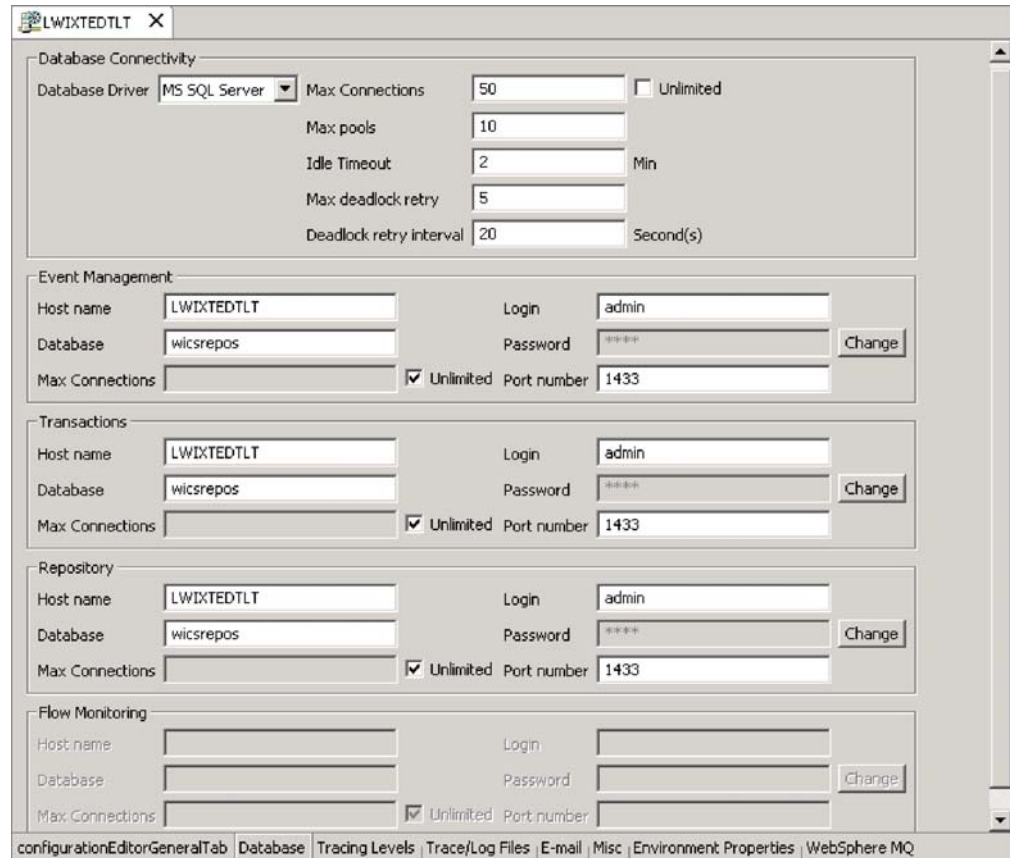 LWIXTEDTLT
Database Connectivity
Database Driver MS SQL Server Max Connections 50 Unlimited
Max pools 10
Idle Timeout 2 Min
Max deadlock retry 5
Deadlock retry interval 20 Second(s)
Event Management
Host name LWIXTEDTLT Login admin
Database wicsrepos Password **** Change
Max Connections Unlimited Port number 1433
Transactions
Host name LWIXTEDTLT Login admin
Database wicsrepos Password **** Change
Max Connections Unlimited Port number 1433
Repository
Host name LWIXTEDTLT Login admin
Database wicsrepos Password **** Change
Max Connections Unlimited Port number 1433
Flow Monitoring
Host name Login
Database Password Change
Max Connections Unlimited Port number
configurationEditorGeneralTab Database Tracing Levels Trace/Log Files E-mail Misc Environment Properties WebSphere MQ